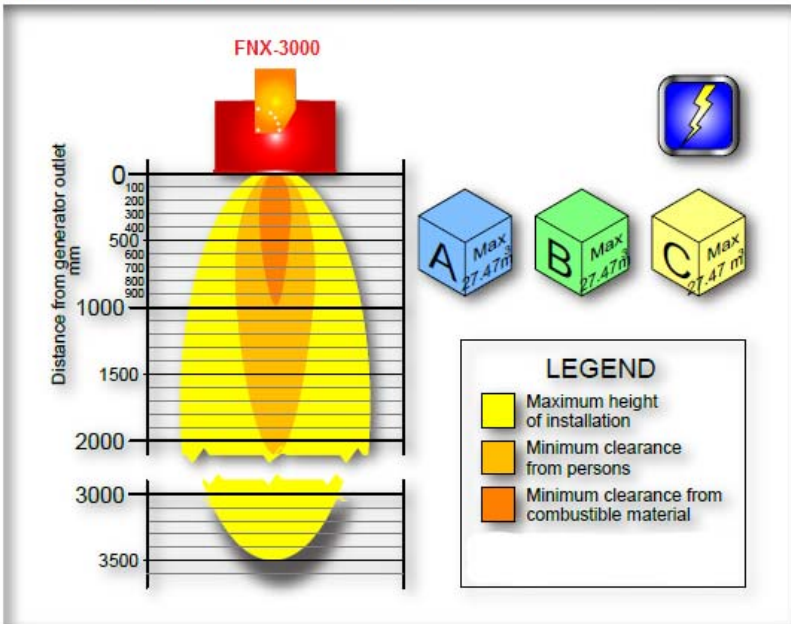 FNX-3000
Distance from generator outlet
mm
0
100
200
300
400
500
600
700
800
900
1000
1500
2000
3000
3500
A
Max
27.47m³
B
Max
27.47m³
C
Max
27.47 m³
LEGEND
Maximum height
of installation
Minimum clearance
from persons
Minimum clearance from
combustible material